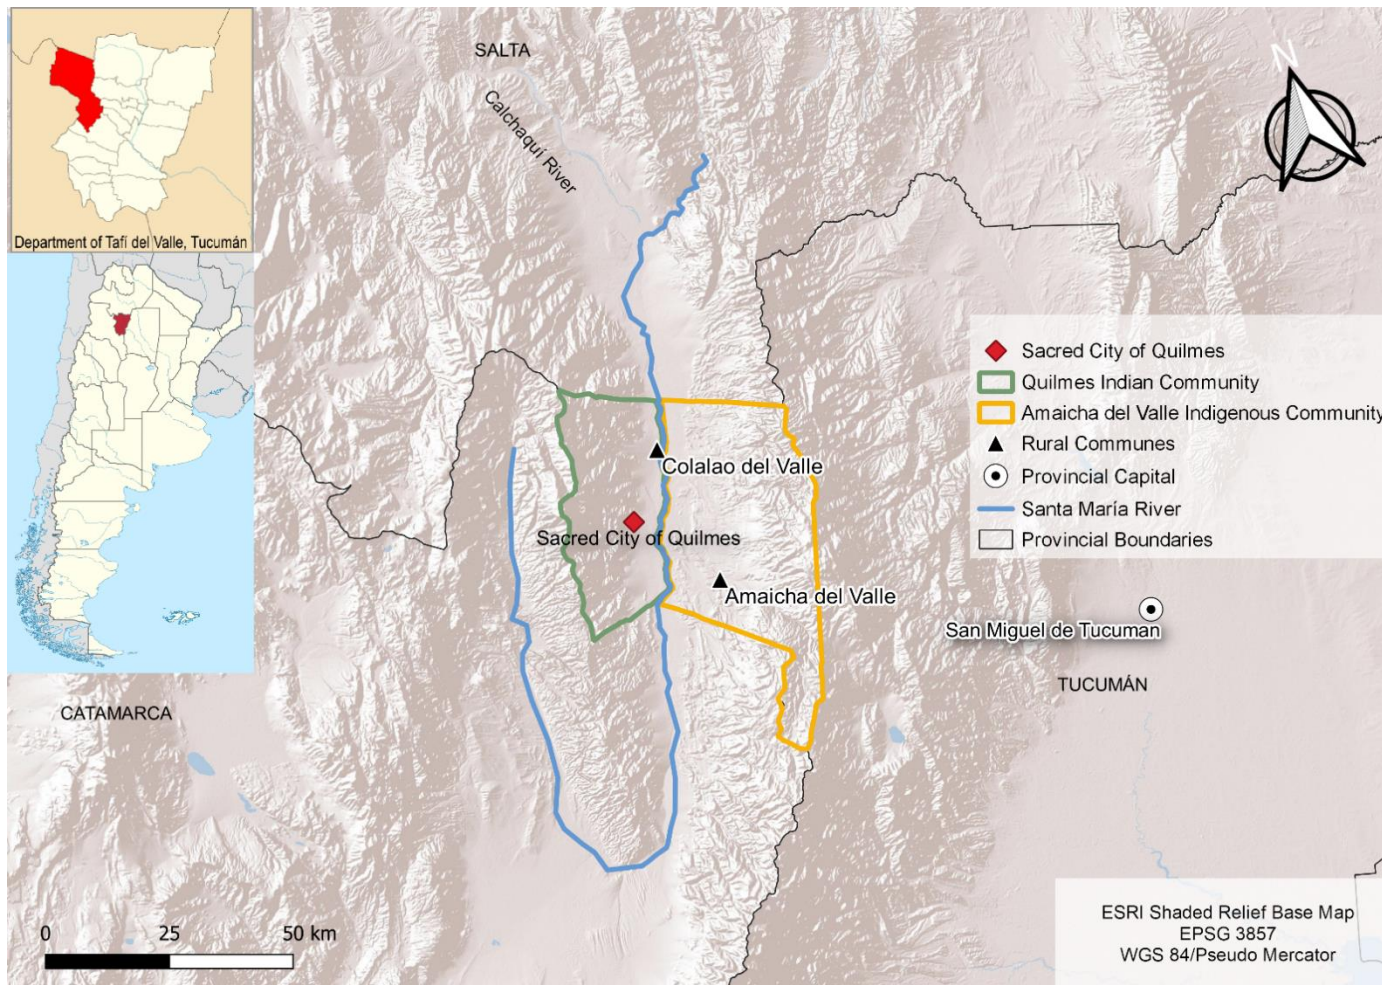 SALTA
Calchaquí River
N
Department of Tafí del Valle, Tucumán
Sacred City of Quilmes
Quilmes Indian Community
Amaicha del Valle Indigenous Community
Rural Communes
Provincial Capital
Santa María River
Provincial Boundaries
Colalao del Valle
Sacred City of Quilmes
Amaicha del Valle
San Miguel de Tucuman
TUCUMÁN
CATAMARCA
0 25 50 km
ESRI Shaded Relief Base Map
EPSG 3857
WGS 84/Pseudo Mercator